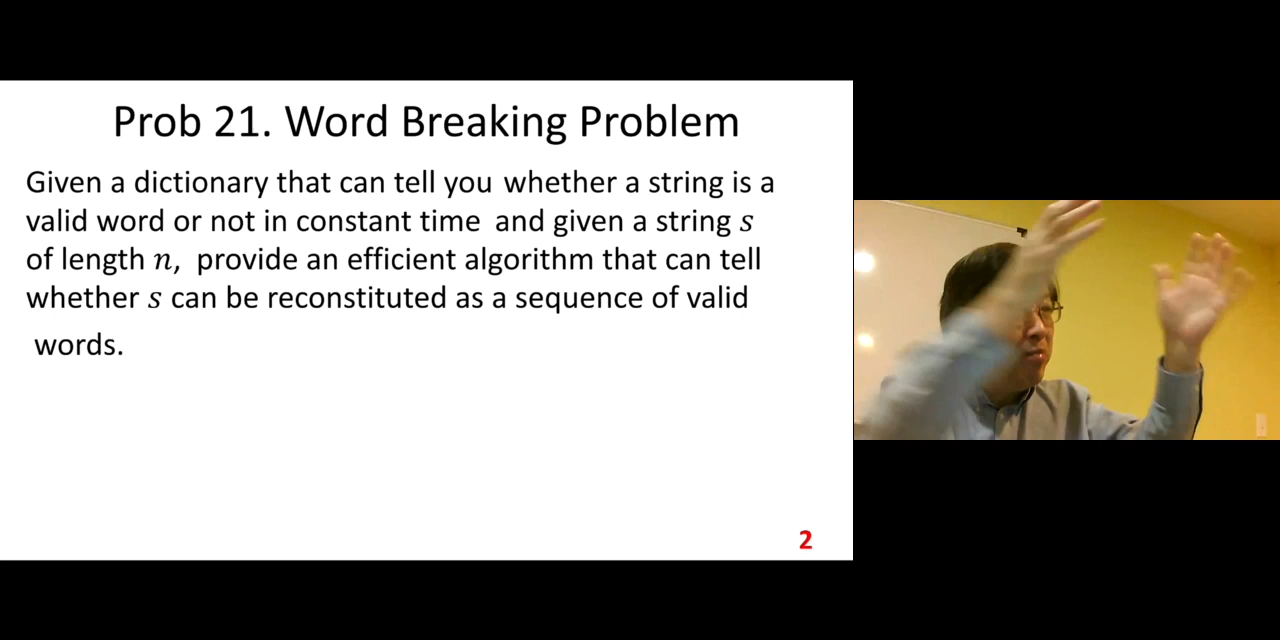 Prob 21. Word Breaking Problem
Given a dictionary that can tell you whether a string is a
valid word or not in constant time and given a string s
of length n, provide an efficient algorithm that can tell
whether s can be reconstituted as a sequence of valid
words.
2